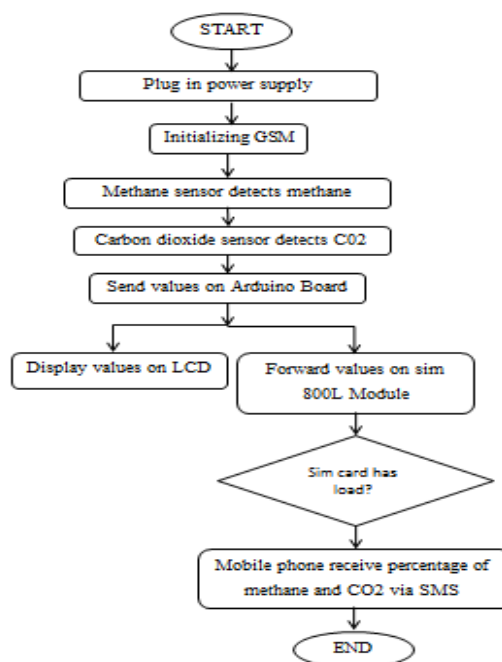 START
Plug in power supply
Initializing GSM
Methane sensor detects methane
Carbon dioxide sensor detects C02
Send values on Arduino Board
Display values on LCD
Forward values on sim
800L Module
Sim card has
load?
Mobile phone receive percentage of
methane and CO2 via SMS
END